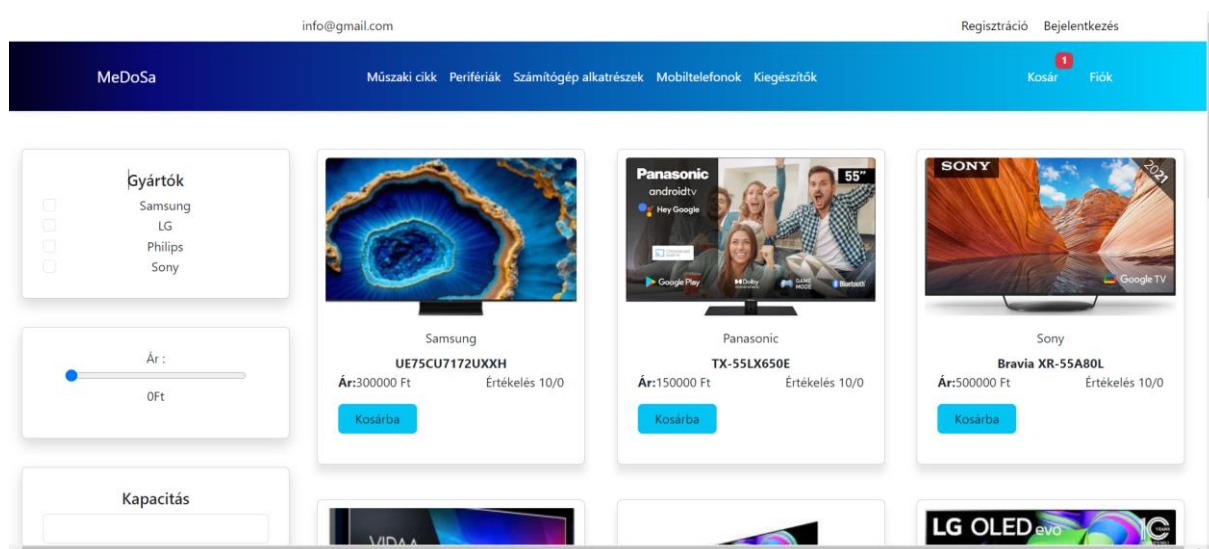 info@gmail.com Regisztráció Bejelentkezés
1
MeDoSa Műszaki cikk Perifériák Számítógép alkatrészek Mobiltelefonok Kiegészítők Kosár Fiók
Gyártók
Samsung
LG
Philips
Sony
Ár :
0Ft
Kapacitás
Samsung
UE75CU7172UXXH
Ár:300000 Ft Értékelés 10/0
Kosárba
Panasonic
androidtv
Hey Google
55"
Google Play
Dolby
GAME MODE
Bluetooth
Panasonic
TX-55LX650E
Ár:150000 Ft Értékelés 10/0
Kosárba
SONY
2021
Google TV
Sony
Bravia XR-55A80L
Ár:500000 Ft Értékelés 10/0
Kosárba
VIDAA
LG OLED evo